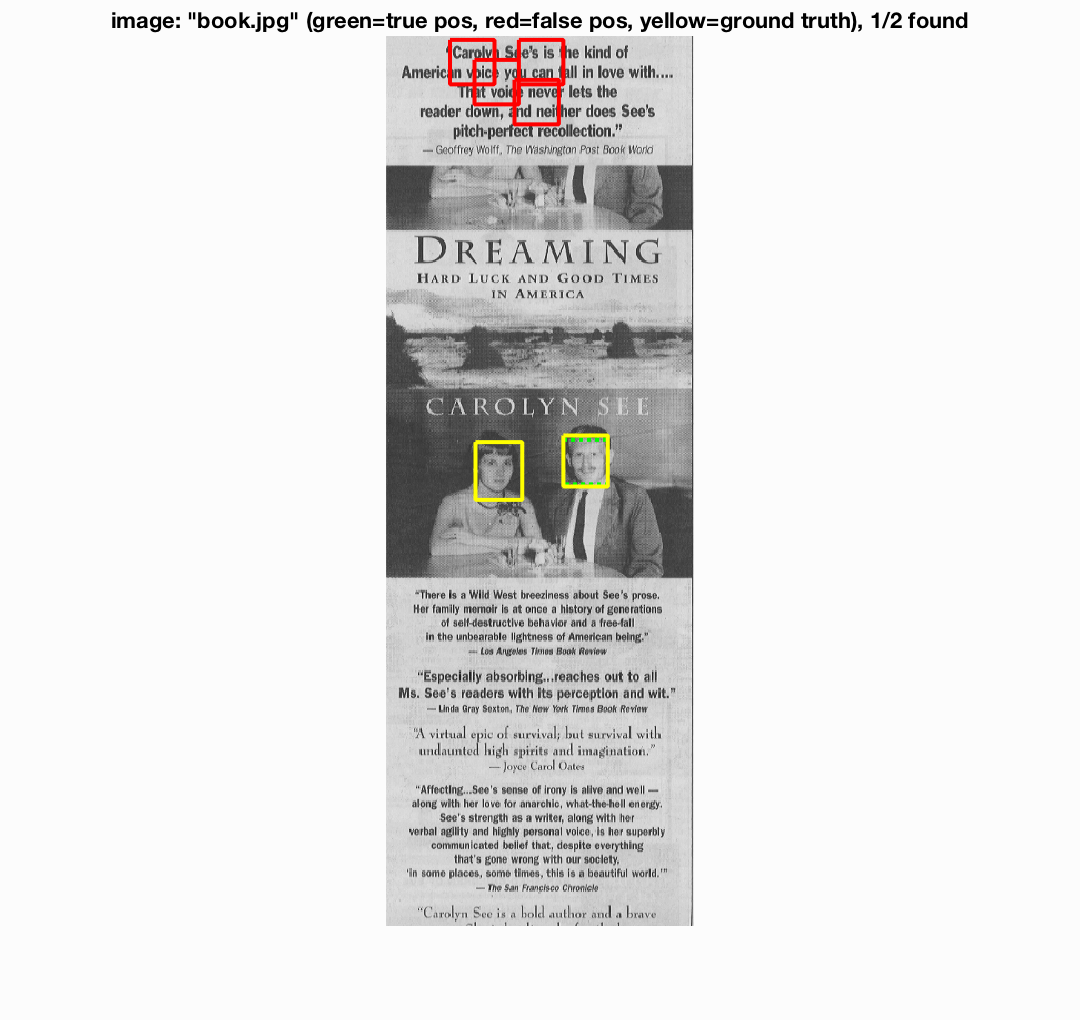 image: "book.jpg" (green=true pos, red=false pos, yellow=ground truth), 1/2 found
"Carolyn See's is the kind of
American voice you can fall in love with....
That voice never lets the
reader down, and neither does See's
pitch-perfect recollection."
— Geoffrey Wolff, The Washington Post Book World
DREAMING
HARD LUCK AND GOOD TIMES
IN AMERICA
CAROLYN SEE
"There is a Wild West breeziness about See's prose.
Her family memoir is at once a history of generations
of self-destructive behavior and a free-fall
in the unbearable lightness of American being."
— Los Angeles Times Book Review
"Especially absorbing...reaches out to all
Ms. See's readers with its perception and wit."
— Linda Gray Sexton, The New York Times Book Review
"A virtual epic of survival; but survival with
undaunted high spirits and imagination."
— Joyce Carol Oates
"Affecting...See's sense of irony is alive and well —
along with her love for anarchic, what-the-hell energy.
See's strength as a writer, along with her
verbal agility and highly personal voice, is her superbly
communicated belief that, despite everything
that's gone wrong with our society,
'in some places, some times, this is a beautiful world.'"
— The San Francisco Chronicle
"Carolyn See is a bold author and a brave